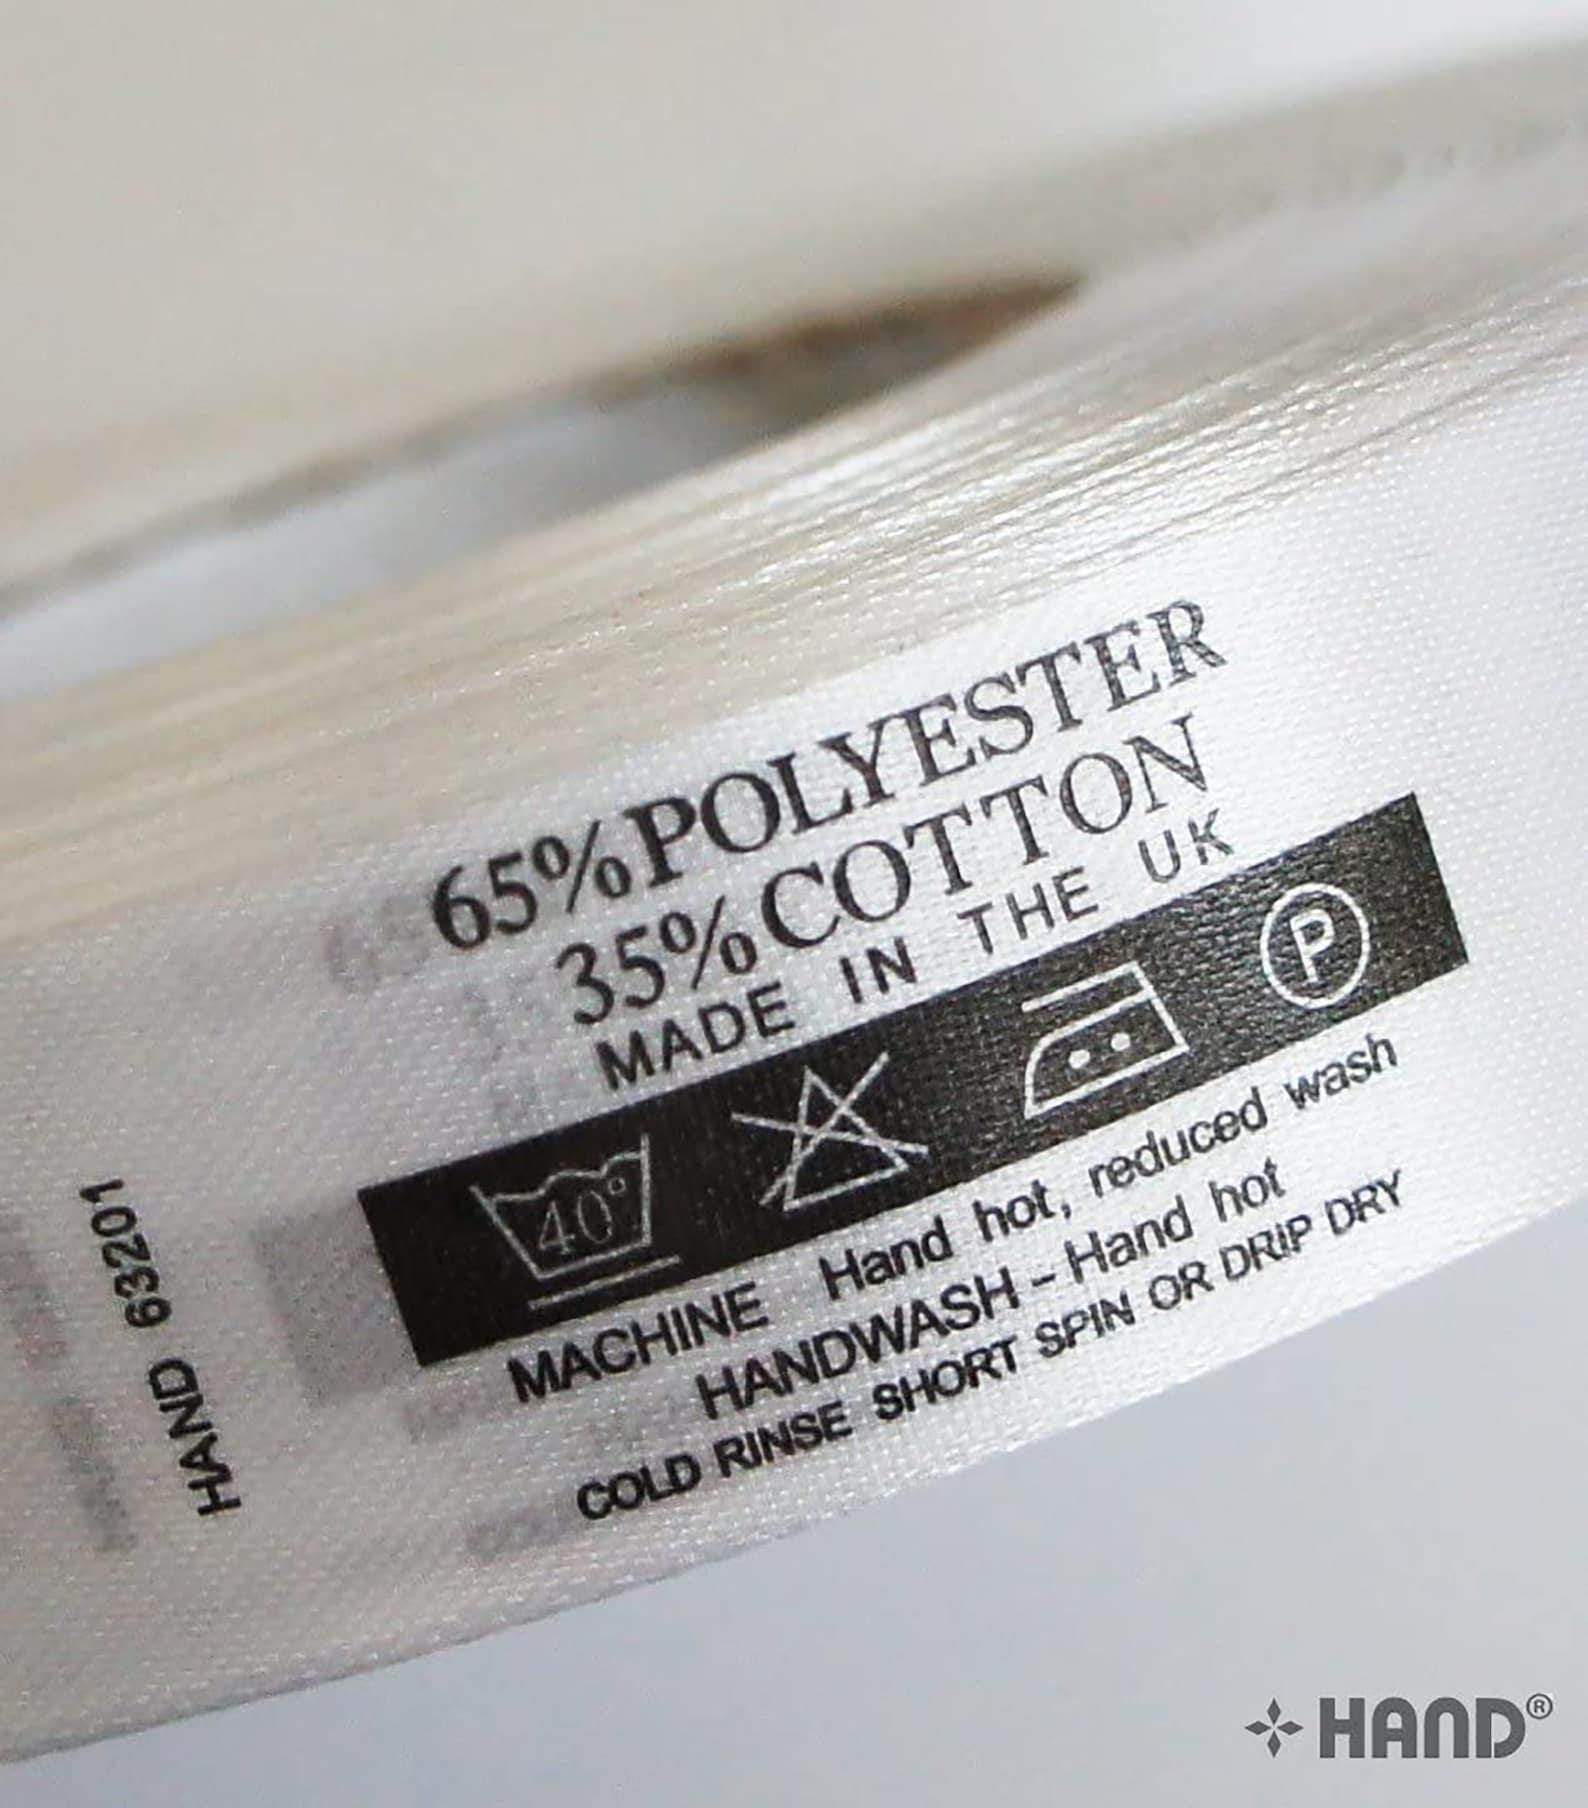 65%POLYESTER
35%COTTON
MADE IN THE UK
40°
P
MACHINE Hand hot, reduced wash
HANDWASH - Hand hot
COLD RINSE SHORT SPIN OR DRIP DRY
HAND 63201
HAND®